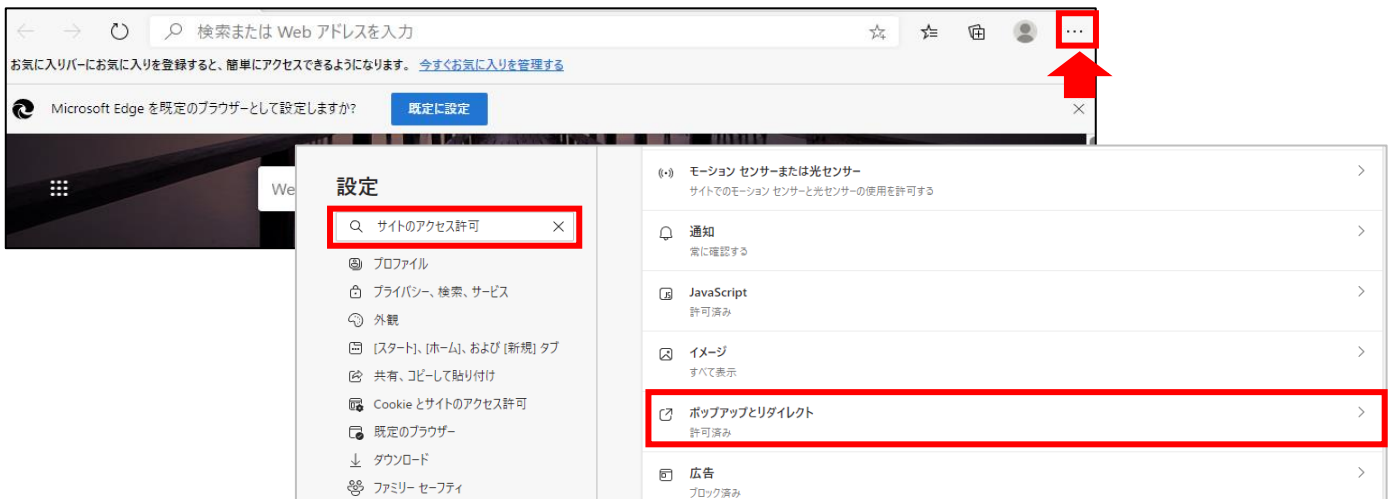 検索または Web アドレスを入力
お気に入りバーにお気に入りを登録すると、簡単にアクセスできるようになります。 今すぐお気に入りを管理する
Microsoft Edge を既定のブラウザーとして設定しますか? 既定に設定
We
設定
サイトのアクセス許可
プロファイル
プライバシー、検索、サービス
外観
[スタート]、[ホーム]、および [新規] タブ
共有、コピーして貼り付け
Cookie とサイトのアクセス許可
既定のブラウザー
ダウンロード
ファミリー セーフティ
モーション センサーまたは光センサー
サイトでのモーション センサーと光センサーの使用を許可する
通知
常に確認する
JavaScript
許可済み
イメージ
すべて表示
ポップアップとリダイレクト
許可済み
広告
ブロック済み